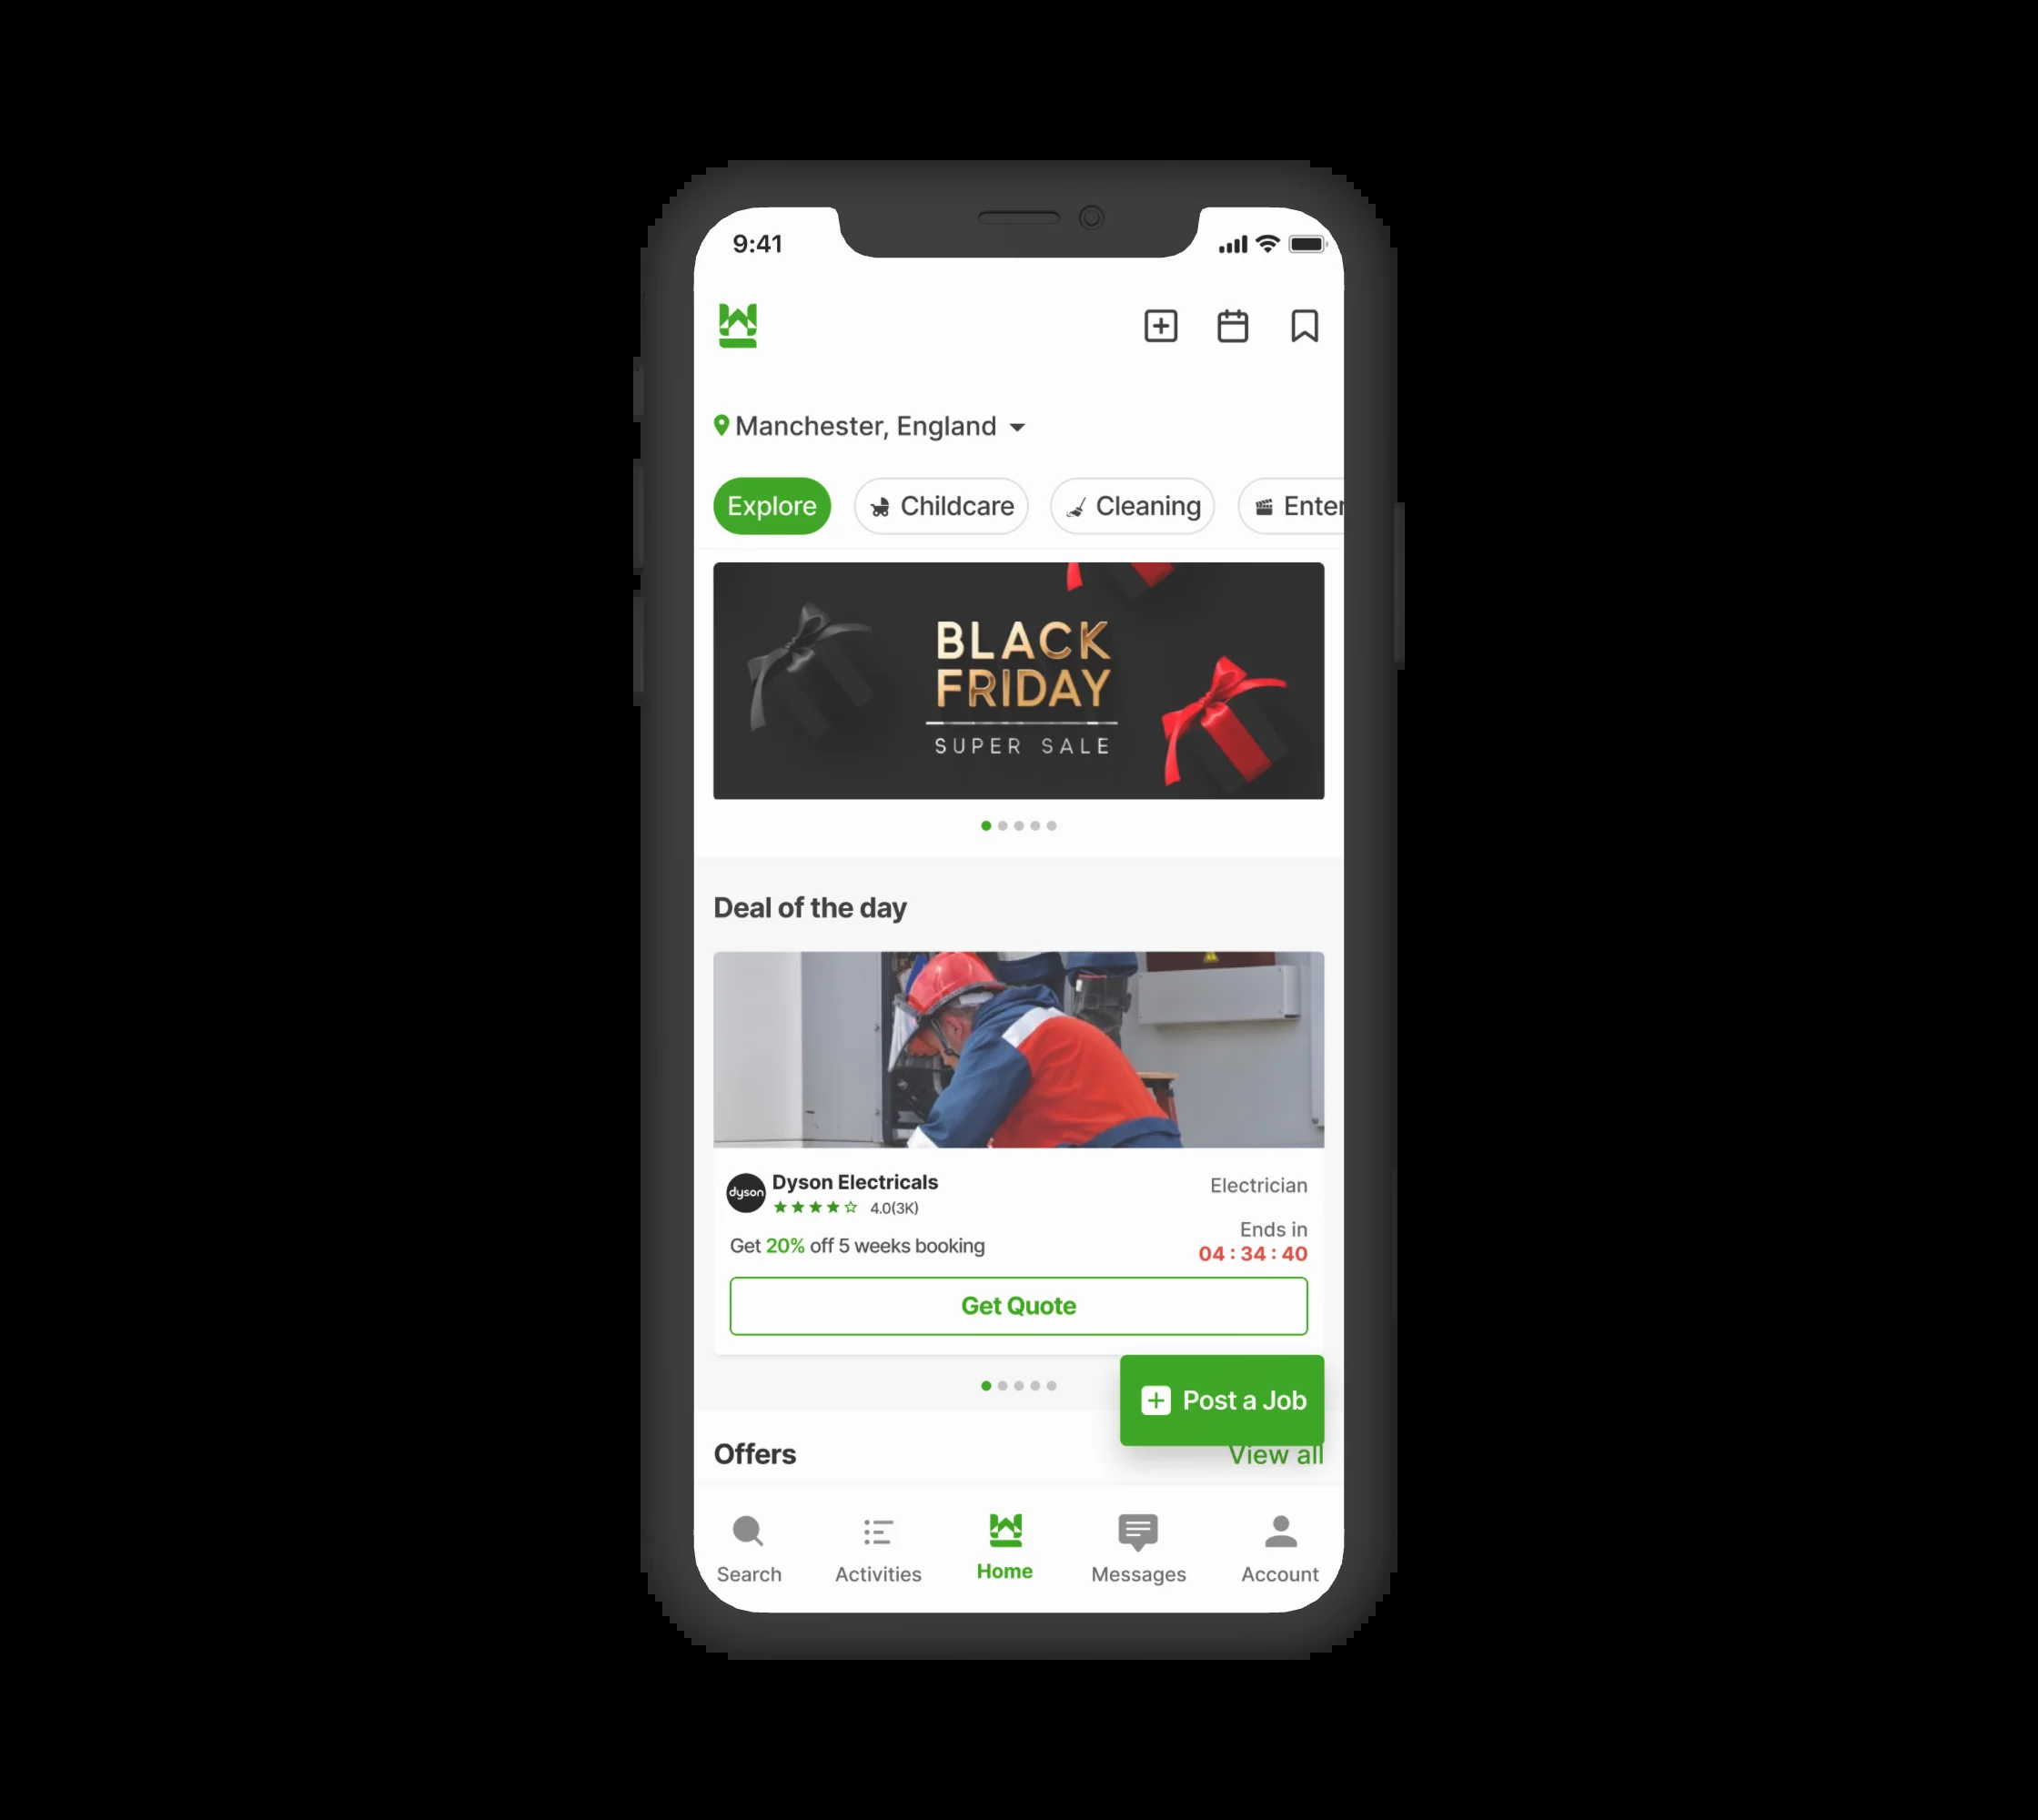 9:41
Manchester, England
Explore
Childcare
Cleaning
Enter
BLACK
FRIDAY
SUPER SALE
Deal of the day
dyson
Dyson Electricals
Electrician
4.0(3K)
Ends in
Get 20% off 5 weeks booking
04 : 34 : 40
Get Quote
Post a Job
Offers
View all
Search
Activities
Home
Messages
Account